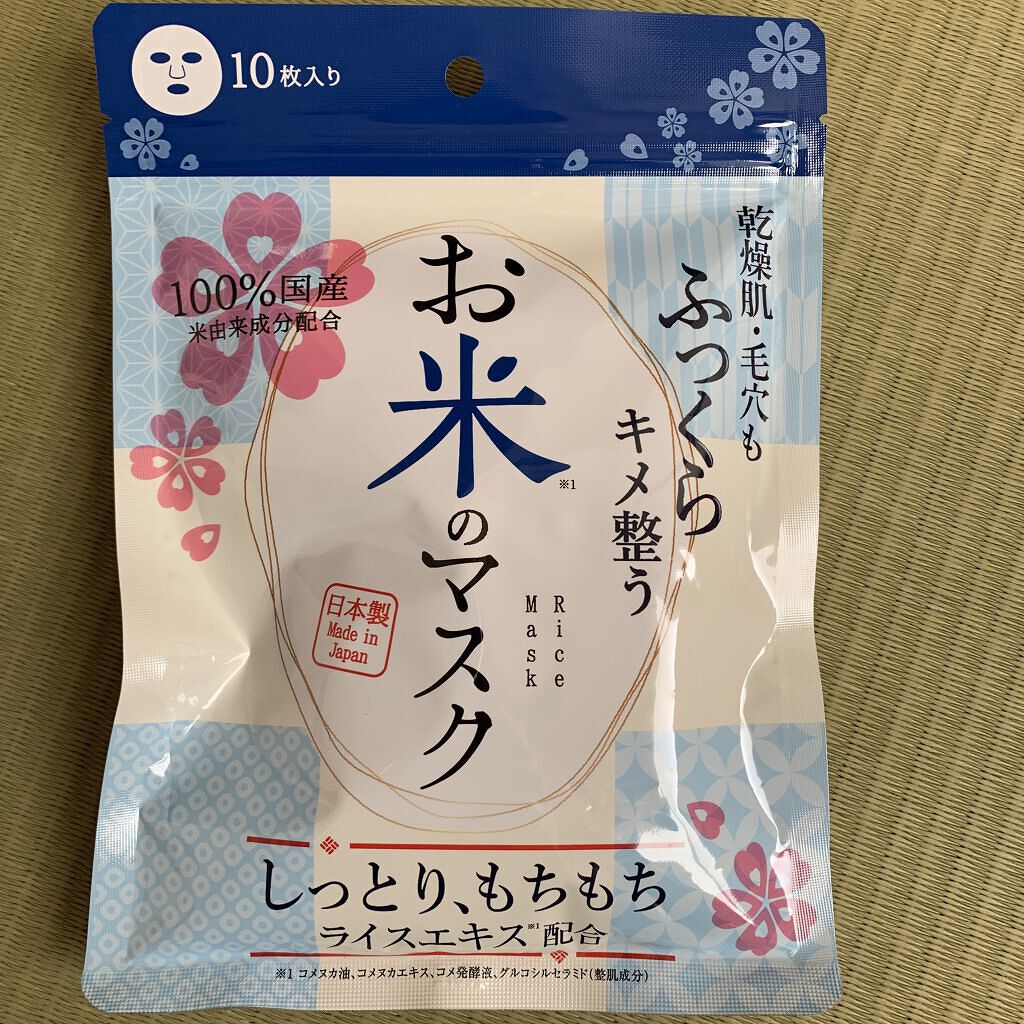 10枚入り
100%国産
米由来成分配合
乾燥肌・毛穴も
ふっくら
キメ整う
お米のマスク
※1
Rice
Mask
日本製
Made in
Japan
しっとり、もちもち
ライスエキス※1配合
※1 コメヌカ油、コメヌカエキス、コメ発酵液、グルコシルセラミド(整肌成分)